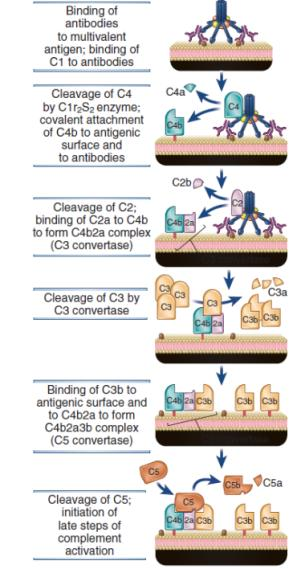 Binding of
antibodies
to multivalent
antigen; binding of
C1 to antibodies
Cleavage of C4
by C1r2S2 enzyme;
covalent attachment
of C4b to antigenic
surface and
to antibodies
C4a
C4
C4b
Cleavage of C2;
binding of C2a to C4b
to form C4b2a complex
(C3 convertase)
C2b
C2
C4b 2a
Cleavage of C3 by
C3 convertase
C3
C3
C3
C3
C3a
C4b 2a
C3b C3b
Binding of C3b to
antigenic surface and
to C4b2a to form
C4b2a3b complex
(C5 convertase)
C4b 2a C3b C3b C3b
Cleavage of C5;
initiation of
late steps of
complement
activation
C5
C5
C5b
C5a
C4b 2a C3b C3b C3b